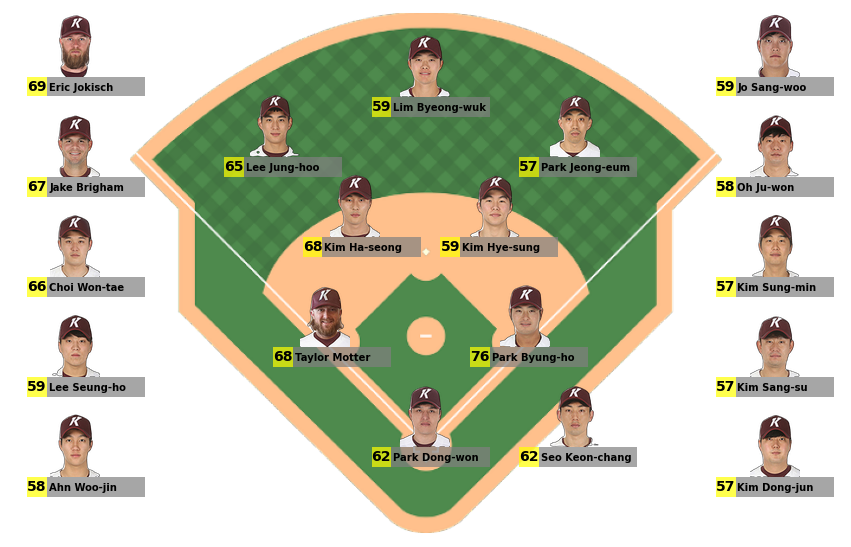 69 Eric Jokisch
67 Jake Brigham
66 Choi Won-tae
59 Lee Seung-ho
58 Ahn Woo-jin
59 Lim Byeong-wuk
65 Lee Jung-hoo
57 Park Jeong-eum
68 Kim Ha-seong
59 Kim Hye-sung
68 Taylor Motter
76 Park Byung-ho
62 Park Dong-won
62 Seo Keon-chang
59 Jo Sang-woo
58 Oh Ju-won
57 Kim Sung-min
57 Kim Sang-su
57 Kim Dong-jun